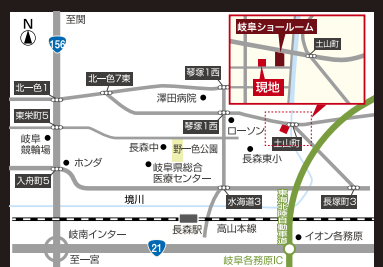 至関
N
156
岐阜ショールーム
土山町
現地
北一色7東
琴塚1西
北一色1
澤田病院
東栄町5
琴塚1西
ローソン
岐阜
競輪場
長森中
野一色公園
土山町
長森東小
ホンダ
岐阜県総合
医療センター
入舟町5
水海道3
長塚町3
境川
東海北陸自動車道
長森駅
高山本線
岐南インター
21
イオン各務原
至一宮
岐阜各務原IC